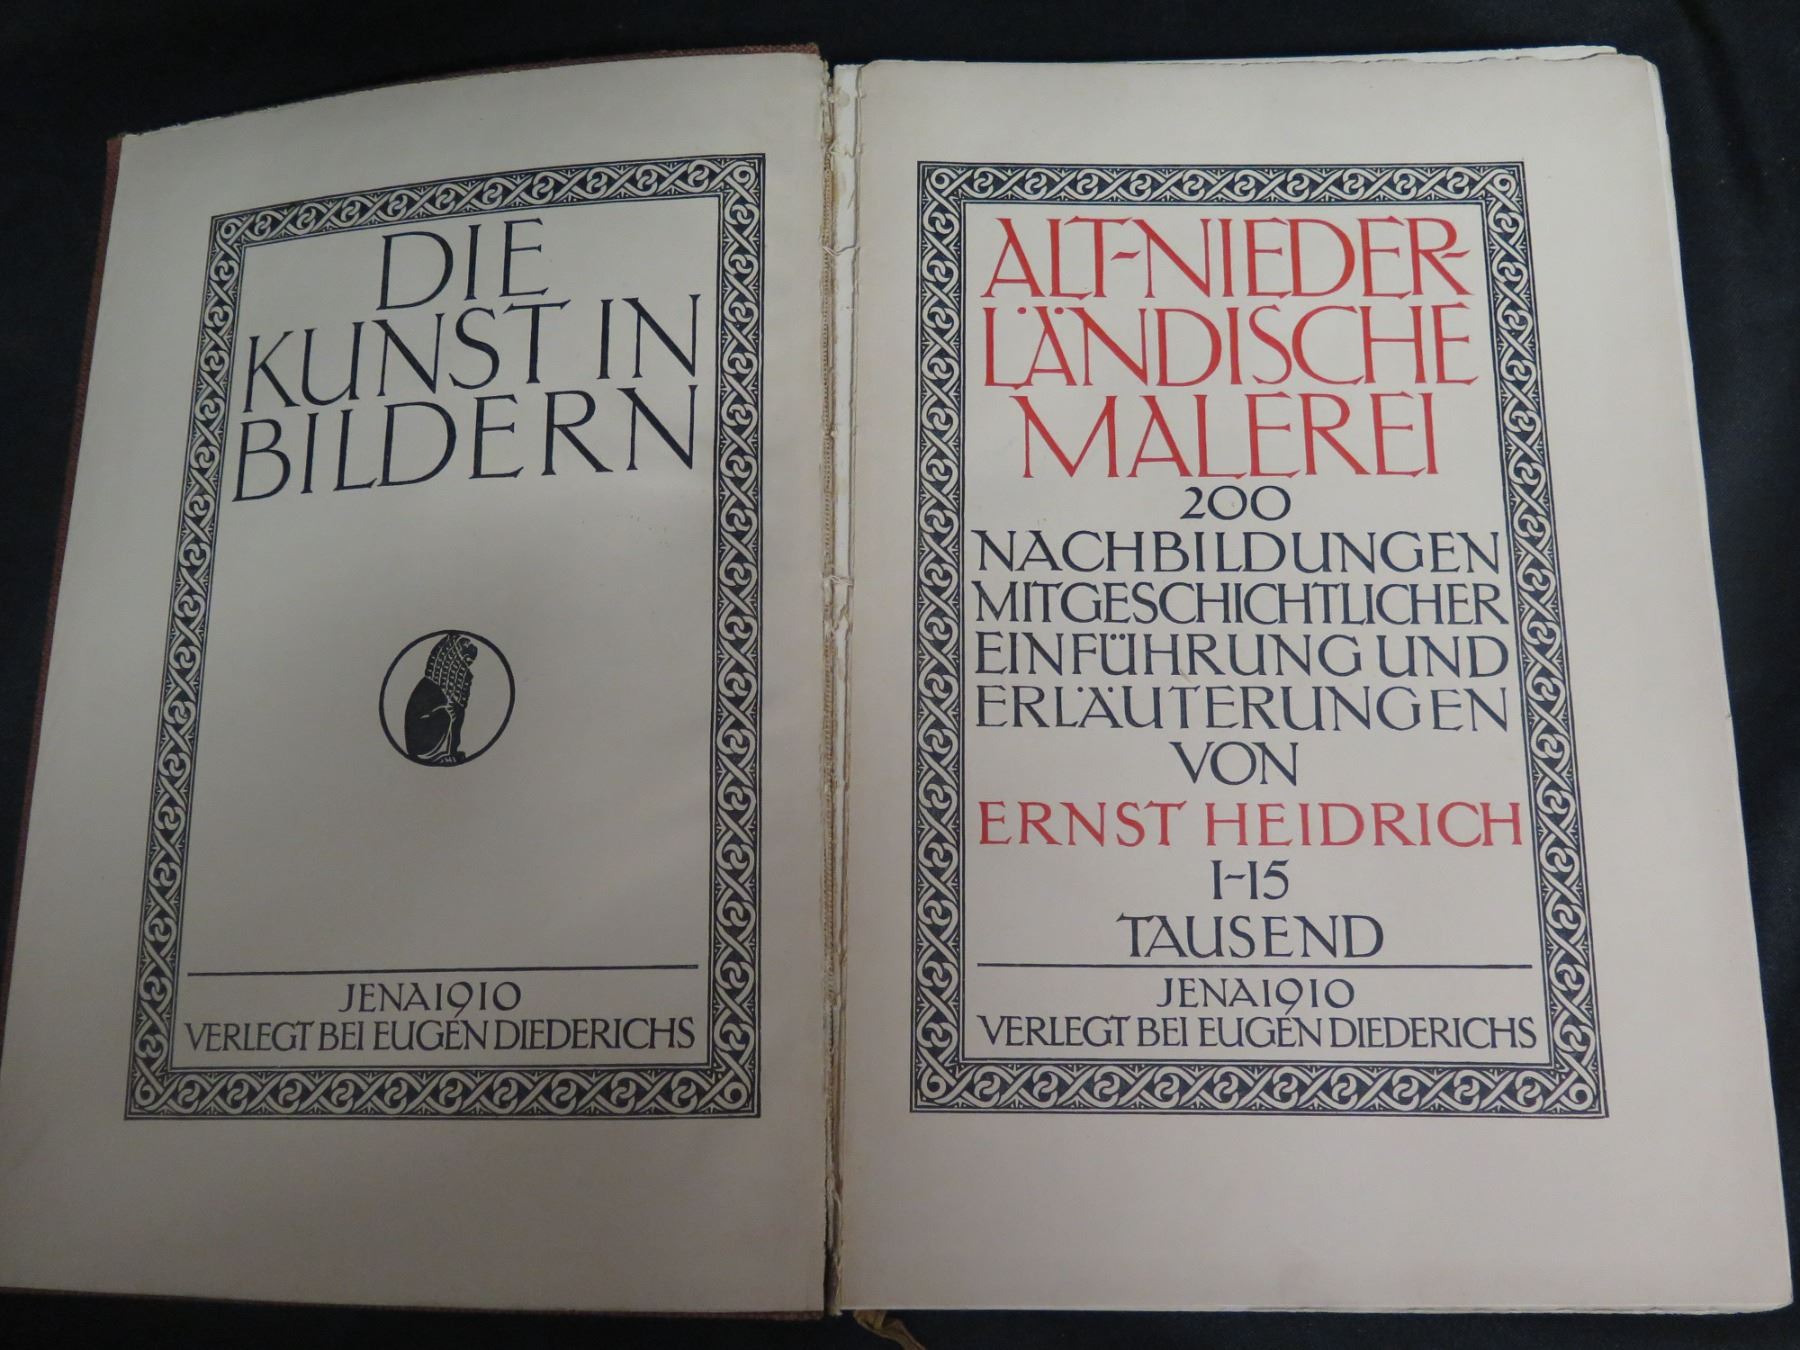 DIE
KUNST IN
BILDERN
JENA 1910
VERLEGT BEI EUGEN DIEDERICHS
ALT-NIEDER-
LÄNDISCHE
MALEREI
200
NACHBILDUNGEN
MIT GESCHICHTLICHER
EINFÜHRUNG UND
ERLÄUTERUNGEN
VON
ERNST HEIDRICH
1-15
TAUSEND
JENA 1910
VERLEGT BEI EUGEN DIEDERICHS